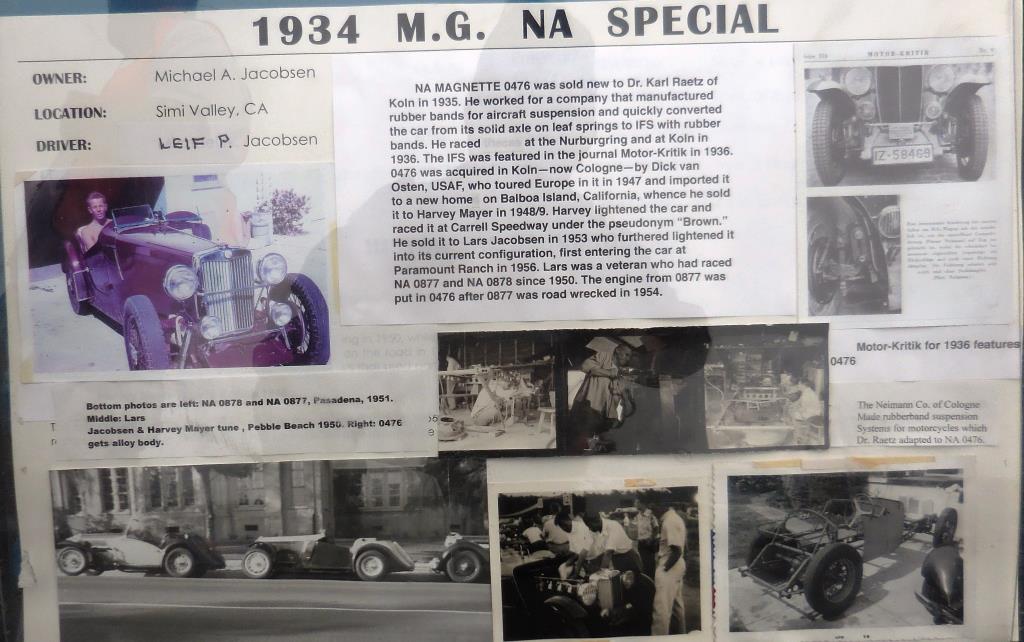 1934 M.G. NA SPECIAL
OWNER: Michael A. Jacobsen
LOCATION: Simi Valley, CA
DRIVER: LEIF P. Jacobsen
NA MAGNETTE 0476 was sold new to Dr. Karl Raetz of
Koln in 1935. He worked for a company that manufactured
rubber bands for aircraft suspension and quickly converted
the car from its solid axle on leaf springs to IFS with rubber
bands. He raced at the Nurburgring and at Koln in
1936. The IFS was featured in the journal Motor-Kritik in 1936.
0476 was acquired in Koln—now Cologne—by Dick van
Osten, USAF, who toured Europe in it in 1947 and imported it
to a new home on Balboa Island, California, whence he sold
it to Harvey Mayer in 1948/9. Harvey lightened the car and
raced it at Carrell Speedway under the pseudonym "Brown."
He sold it to Lars Jacobsen in 1953 who furthered lightened it
into its current configuration, first entering the car at
Paramount Ranch in 1956. Lars was a veteran who had raced
NA 0877 and NA 0878 since 1950. The engine from 0877 was
put in 0476 after 0877 was road wrecked in 1954.
MOTOR-KRITIK
IZ-58469
Motor-Kritik for 1936 features
0476
The Neimann Co. of Cologne
Made rubberband suspension
Systems for motorcycles which
Dr. Raetz adapted to NA 0476.
Bottom photos are left: NA 0878 and NA 0877, Pasadena, 1951.
Middle: Lars
Jacobsen & Harvey Mayer tune , Pebble Beach 1950. Right: 0476
gets alloy body.